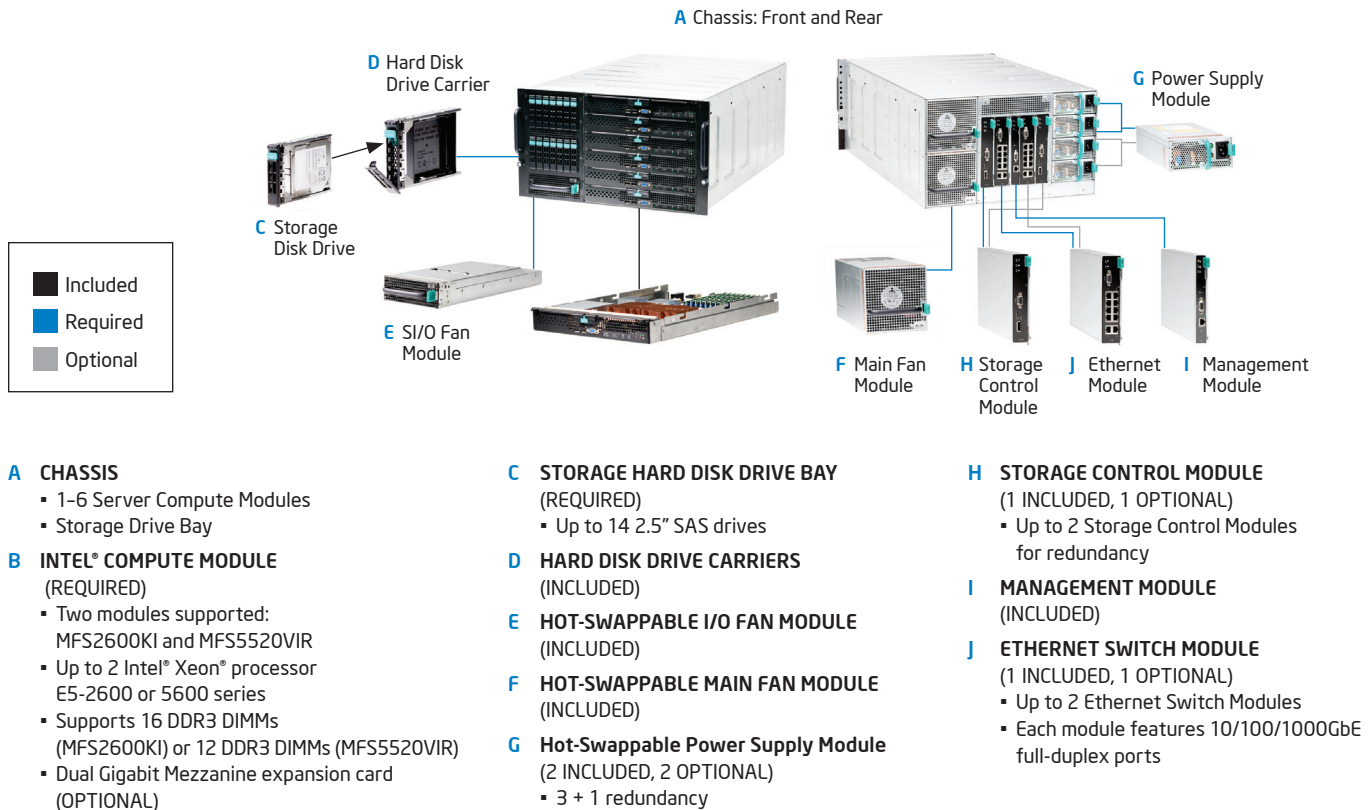 A Chassis: Front and Rear
D Hard Disk
Drive Carrier
G Power Supply
Module
C Storage
Disk Drive
Included
Required
Optional
E SI/O Fan
Module
F Main Fan
Module
H Storage
Control
Module
J Ethernet
Module
I Management
Module
A CHASSIS
▪ 1–6 Server Compute Modules
▪ Storage Drive Bay
B INTEL® COMPUTE MODULE
(REQUIRED)
▪ Two modules supported:
MFS2600KI and MFS5520VIR
▪ Up to 2 Intel® Xeon® processor
E5-2600 or 5600 series
▪ Supports 16 DDR3 DIMMs
(MFS2600KI) or 12 DDR3 DIMMs (MFS5520VIR)
▪ Dual Gigabit Mezzanine expansion card
(OPTIONAL)
C STORAGE HARD DISK DRIVE BAY
(REQUIRED)
▪ Up to 14 2.5” SAS drives
D HARD DISK DRIVE CARRIERS
(INCLUDED)
E HOT-SWAPPABLE I/O FAN MODULE
(INCLUDED)
F HOT-SWAPPABLE MAIN FAN MODULE
(INCLUDED)
G Hot-Swappable Power Supply Module
(2 INCLUDED, 2 OPTIONAL)
▪ 3 + 1 redundancy
H STORAGE CONTROL MODULE
(1 INCLUDED, 1 OPTIONAL)
▪ Up to 2 Storage Control Modules
for redundancy
I MANAGEMENT MODULE
(INCLUDED)
J ETHERNET SWITCH MODULE
(1 INCLUDED, 1 OPTIONAL)
▪ Up to 2 Ethernet Switch Modules
▪ Each module features 10/100/1000GbE
full-duplex ports